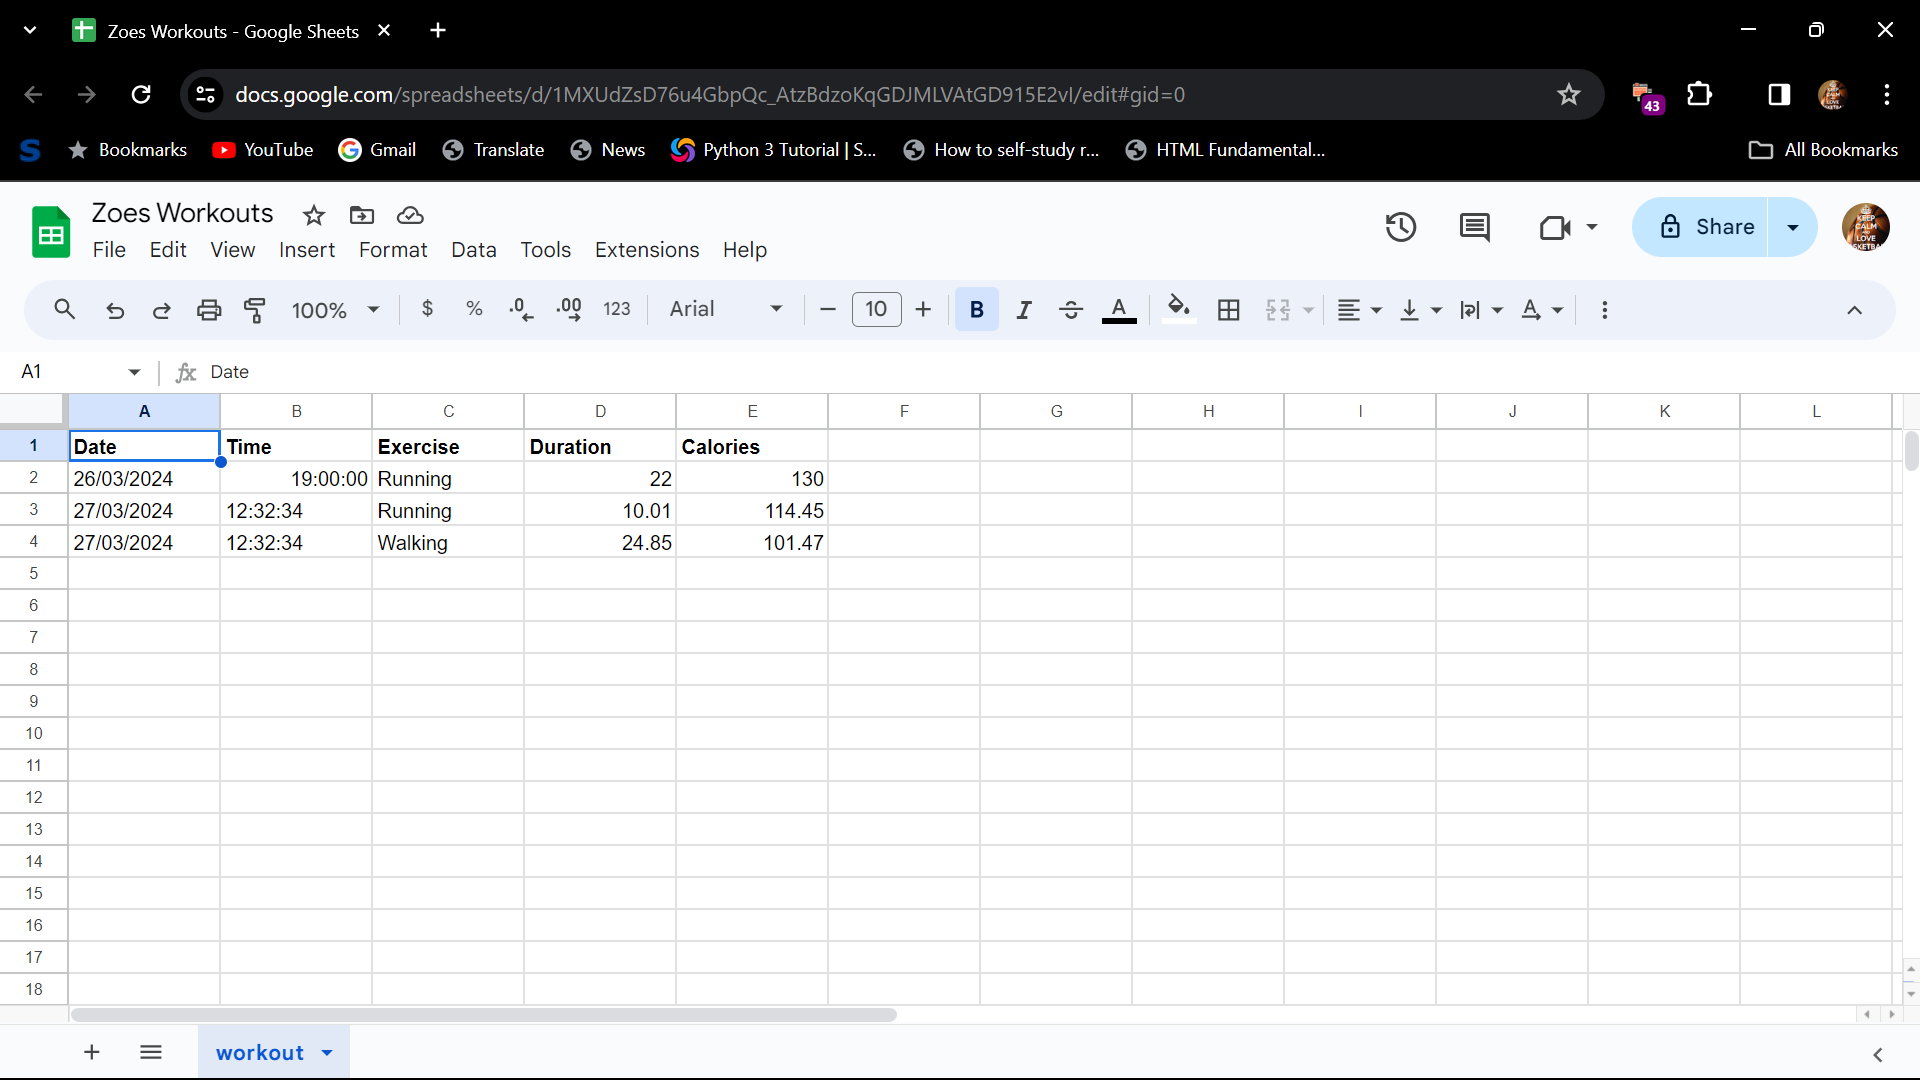 Zoes Workouts - Google Sheets
docs.google.com/spreadsheets/d/1MXUdZsD76u4GbpQc_AtzBdzoKqGDJMLVAtGD915E2vI/edit#gid=0
43
Bookmarks YouTube Gmail Translate News Python 3 Tutorial | S... How to self-study r... HTML Fundamental... All Bookmarks
Zoes Workouts
File Edit View Insert Format Data Tools Extensions Help
Share
KEEP CALM LOVE
100% $ % .0 .00 123 Arial 10 B I S A
A1 fx Date
A B C D E F G H I J K L
1 Date Time Exercise Duration Calories
2 26/03/2024 19:00:00 Running 22 130
3 27/03/2024 12:32:34 Running 10.01 114.45
4 27/03/2024 12:32:34 Walking 24.85 101.47
5
6
7
8
9
10
11
12
13
14
15
16
17
18
workout